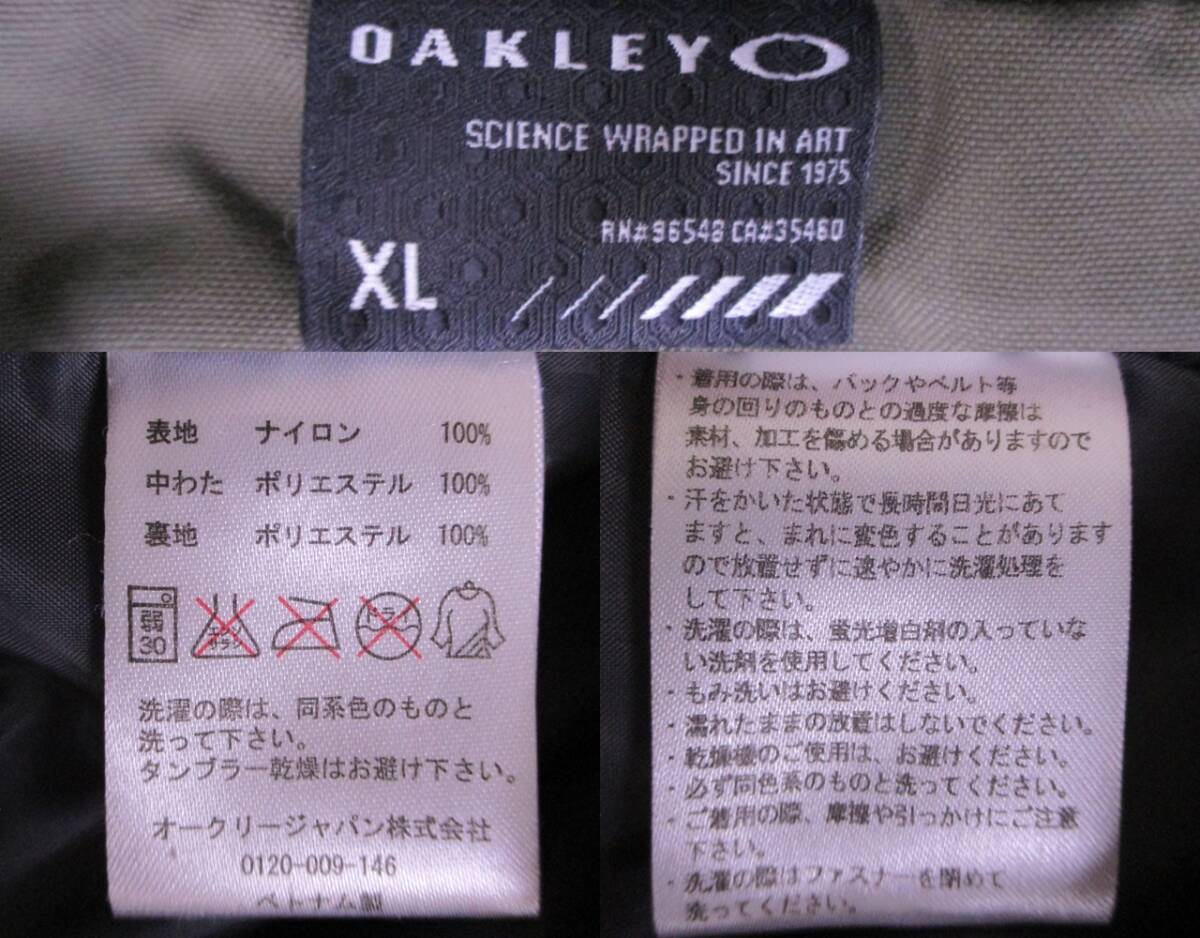 OAKLEY
SCIENCE WRAPPED IN ART
SINCE 1975
RN#96548 CA#35460
XL
表地 ナイロン 100%
中わた ポリエステル 100%
裏地 ポリエステル 100%
弱
30
エンソ
サラシ
ドライ
洗濯の際は、同系色のものと
洗って下さい。
タンブラー乾燥はお避け下さい。
オークリージャパン株式会社
0120-009-146
ベトナム製
・着用の際は、バックやベルト等
身の回りのものとの過度な摩擦は
素材、加工を傷める場合がありますので
お避け下さい。
・汗をかいた状態で長時間日光にあて
ますと、まれに変色することがあります
ので放置せずに速やかに洗濯処理を
して下さい。
・洗濯の際は、蛍光増白剤の入っていな
い洗剤を使用してください。
・もみ洗いはお避けください。
・濡れたままの放置はしないでください。
・乾燥機のご使用は、お避けください。
・必ず同色系のものと洗ってください。
・ご着用の際、摩擦や引っかけにご注意
下さい。
・洗濯の際はファスナーを閉めて
洗ってください。